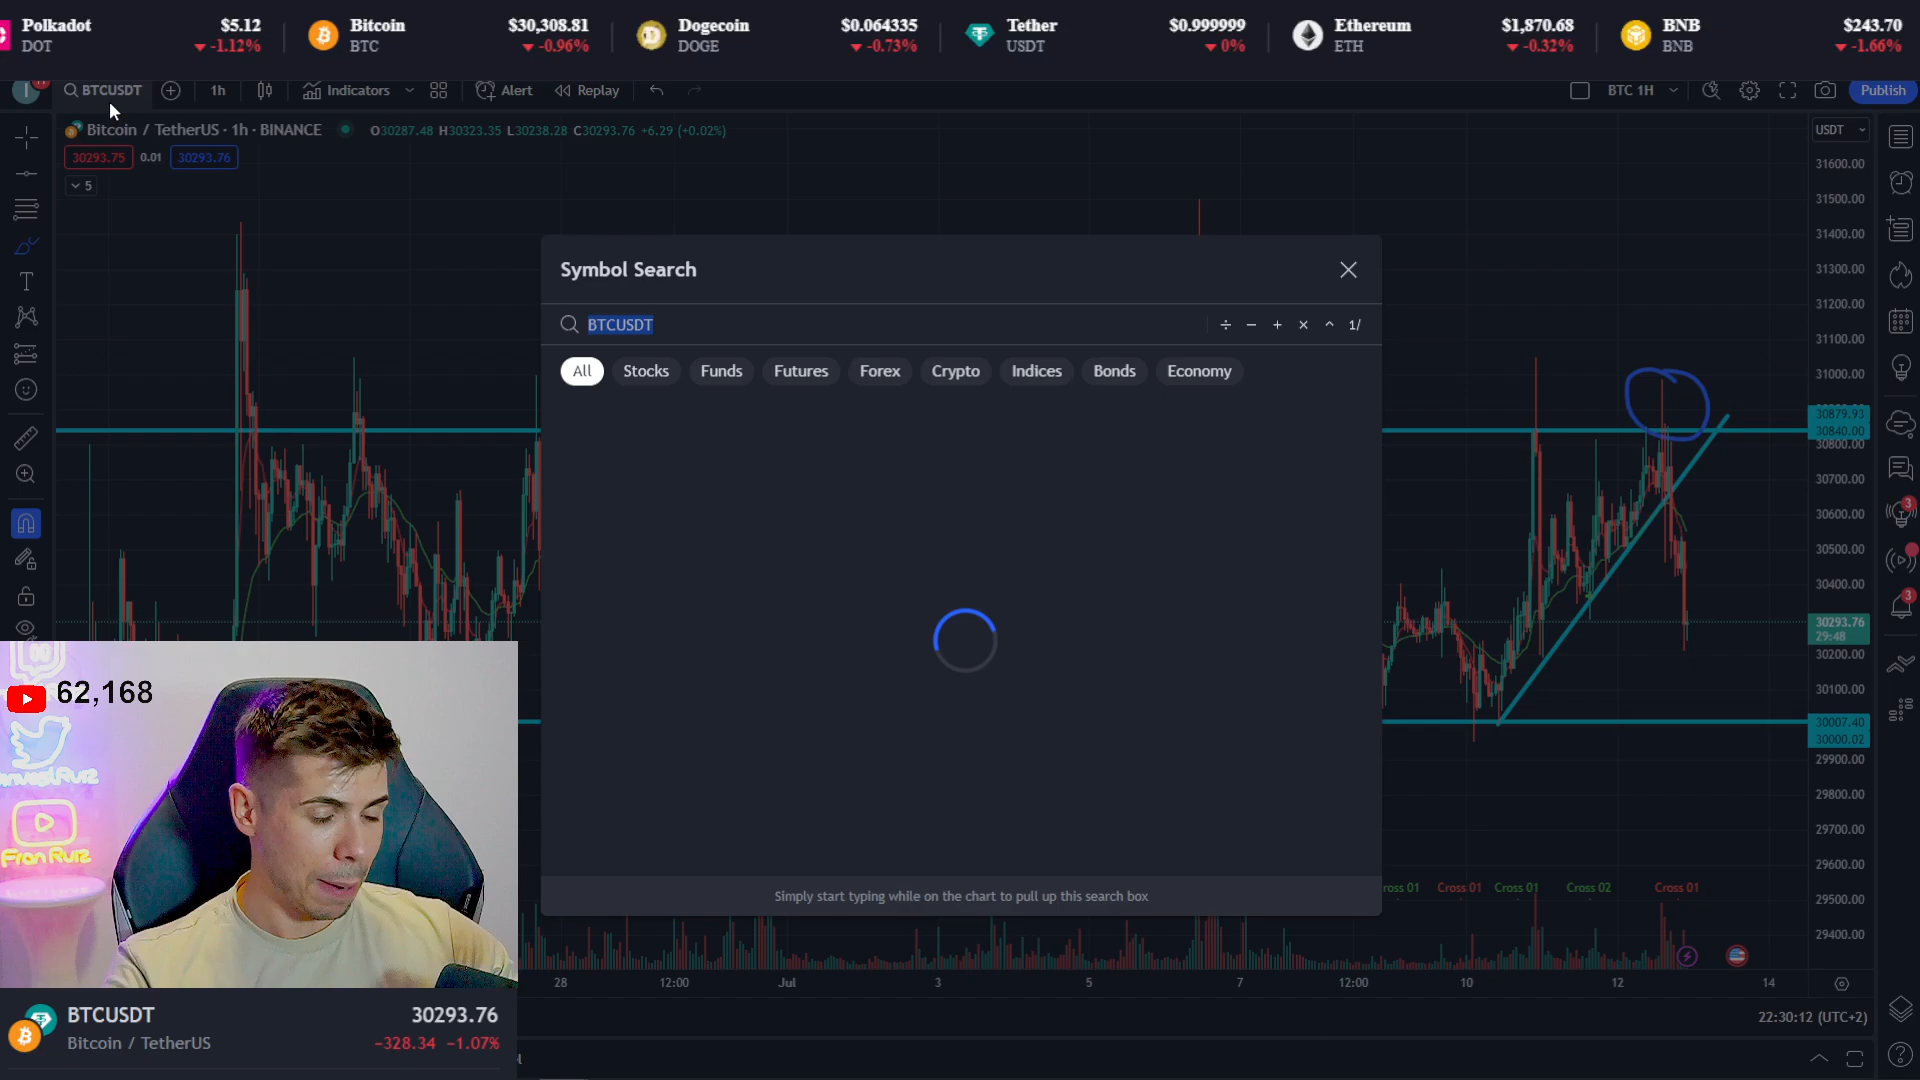 Polkadot $5.12
DOT -1.12%
Bitcoin $30,308.81
BTC -0.96%
Dogecoin $0.064335
DOGE -0.73%
Tether $0.999999
USDT 0%
Ethereum $1,870.68
ETH -0.32%
BNB $243.70
BNB -1.66%
BTCUSDT 1h Indicators Alert Replay BTC 1H Publish
Bitcoin / TetherUS · 1h · BINANCE O30287.48 H30323.35 L30238.28 C30293.76 +6.29 (+0.02%)
30293.75 0.01 30293.76
5
USDT
31600.00
31500.00
31400.00
31300.00
31200.00
31100.00
31000.00
30879.93
30840.00
30800.00
30700.00
30600.00
30500.00
30400.00
30293.76
29:48
30200.00
30100.00
30007.40
30000.02
29900.00
29800.00
29700.00
29600.00
29500.00
29400.00
Symbol Search
BTCUSDT ÷ − + × ^ 1/
All Stocks Funds Futures Forex Crypto Indices Bonds Economy
Simply start typing while on the chart to pull up this search box
ross 01 Cross 01 Cross 01 Cross 02 Cross 01
3
3
28 12:00 Jul 3 5 7 12:00 10 12 14
22:30:12 (UTC+2)
62,168
InvestRuiz
Fran Ruiz
BTCUSDT 30293.76
Bitcoin / TetherUS -328.34 -1.07%